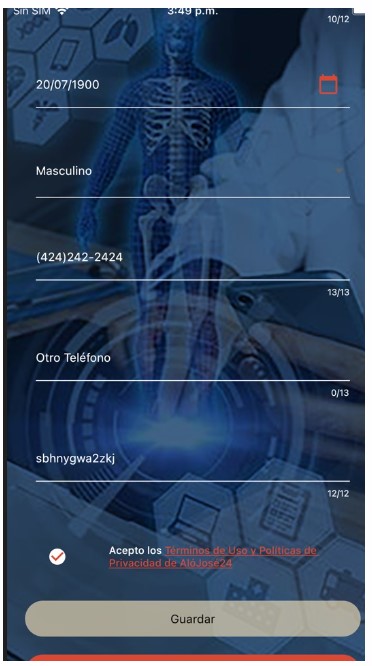 Sin SIM 3:49 p.m.
10/12
20/07/1900
Masculino
(424)242-2424
13/13
Otro Teléfono
0/13
sbhnygwa2zkj
12/12
Acepto los Términos de Uso y Políticas de
Privacidad de AlóJosé24
Guardar